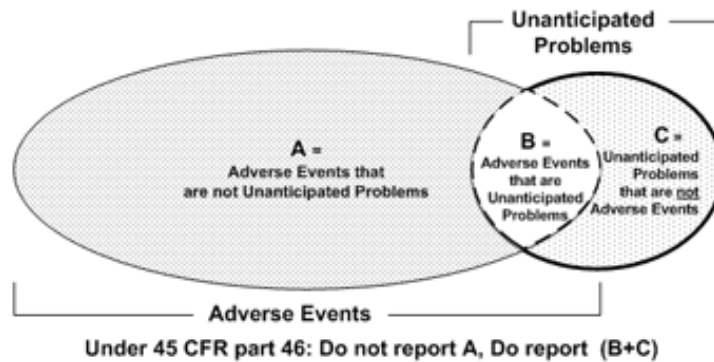 Unanticipated
Problems
A =
Adverse Events that
are not Unanticipated Problems
B =
Adverse Events
that are
Unanticipated
Problems
C =
Unanticipated
Problems
that are not
Adverse Events
Adverse Events
Under 45 CFR part 46: Do not report A, Do report (B+C)